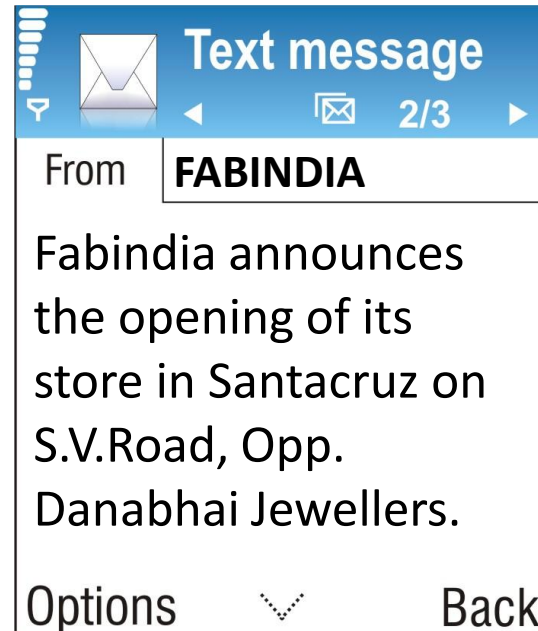 Text message
2/3
From FABINDIA
Fabindia announces
the opening of its
store in Santacruz on
S.V.Road, Opp.
Danabhai Jewellers.
Options Back